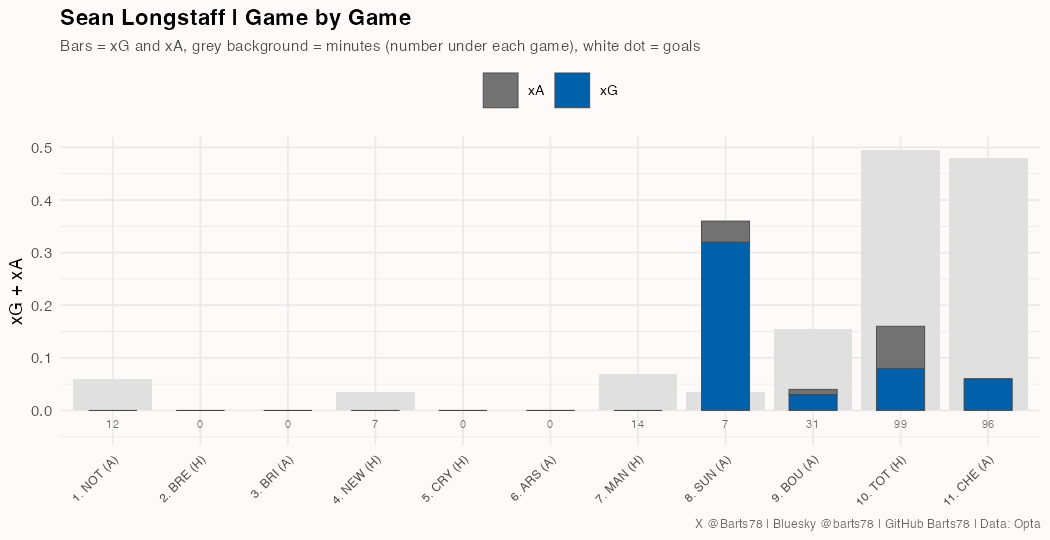 Sean Longstaff | Game by Game
Bars = xG and xA, grey background = minutes (number under each game), white dot = goals
xA xG
xG + xA
0.5
0.4
0.3
0.2
0.1
0.0
12 0 0 7 0 0 14 7 31 99 96
1. NOT (A) 2. BRE (H) 3. BRI (A) 4. NEW (H) 5. CRY (H) 6. ARS (A) 7. MAN (H) 8. SUN (A) 9. BOU (A) 10. TOT (H) 11. CHE (A)
X @Barts78 | Bluesky @barts78 | GitHub Barts78 | Data: Opta